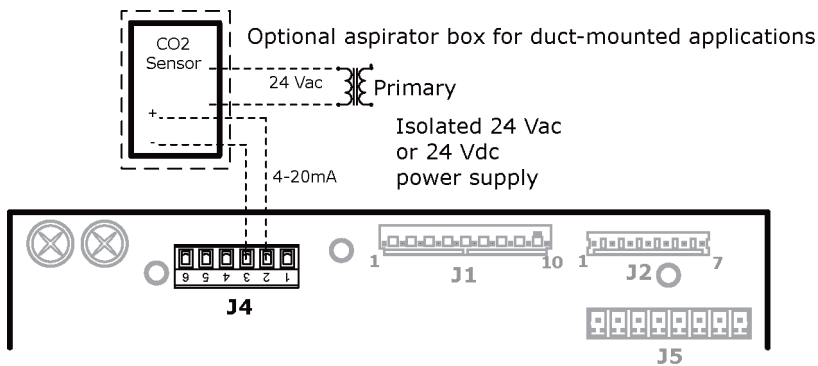 CO2
Sensor
Optional aspirator box for duct-mounted applications
24 Vac
Primary
+
-
Isolated 24 Vac
or 24 Vdc
power supply
4-20mA
6 5 4 3 2 1
J4
1 10
J1
1 7
J2
J5